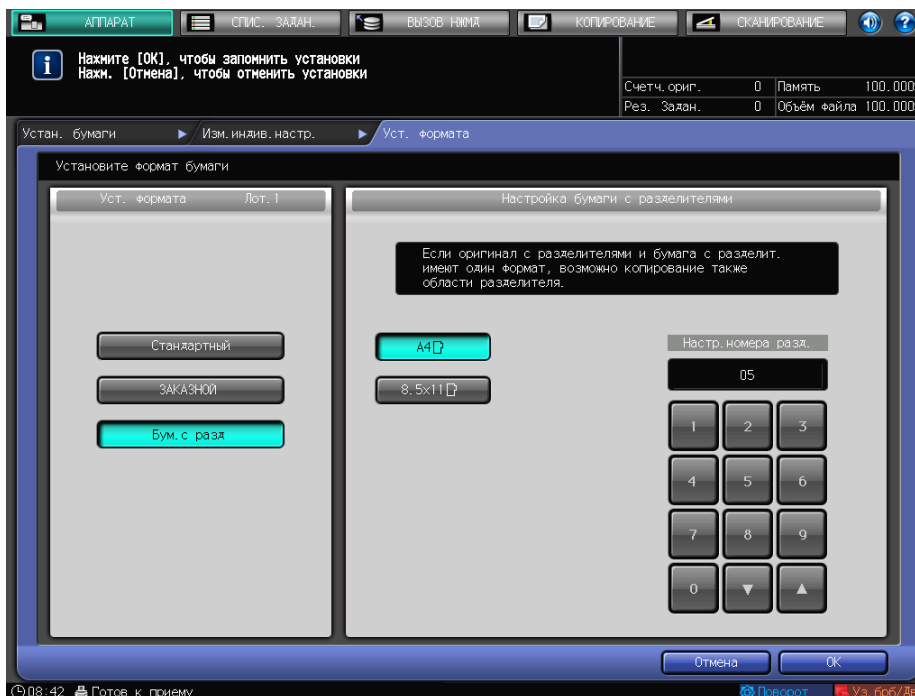 АППАРАТ СПИС. ЗАДАН. ВЫЗОВ НЖМД КОПИРОВАНИЕ СКАНИРОВАНИЕ
Нажмите [OK], чтобы запомнить установки
Нажм. [Отмена], чтобы отменить установки
Счетч.ориг. 0 Память 100.000
Рез. Задан. 0 Объём файла 100.000
Устан. бумаги Изм.индив.настр. Уст. формата
Установите формат бумаги
Уст. формата Лот.1
Настройка бумаги с разделителями
Если оригинал с разделителями и бумага с разделит.
имеют один формат, возможно копирование также
области разделителя.
Стандартный
ЗАКАЗНОЙ
Бум.с разд
A4
8.5x11
Настр.номера разд.
05
1 2 3
4 5 6
7 8 9
0 ▼ ▲
Отмена OK
08:42 Готов к приему Поворот Уз.брб/Дв